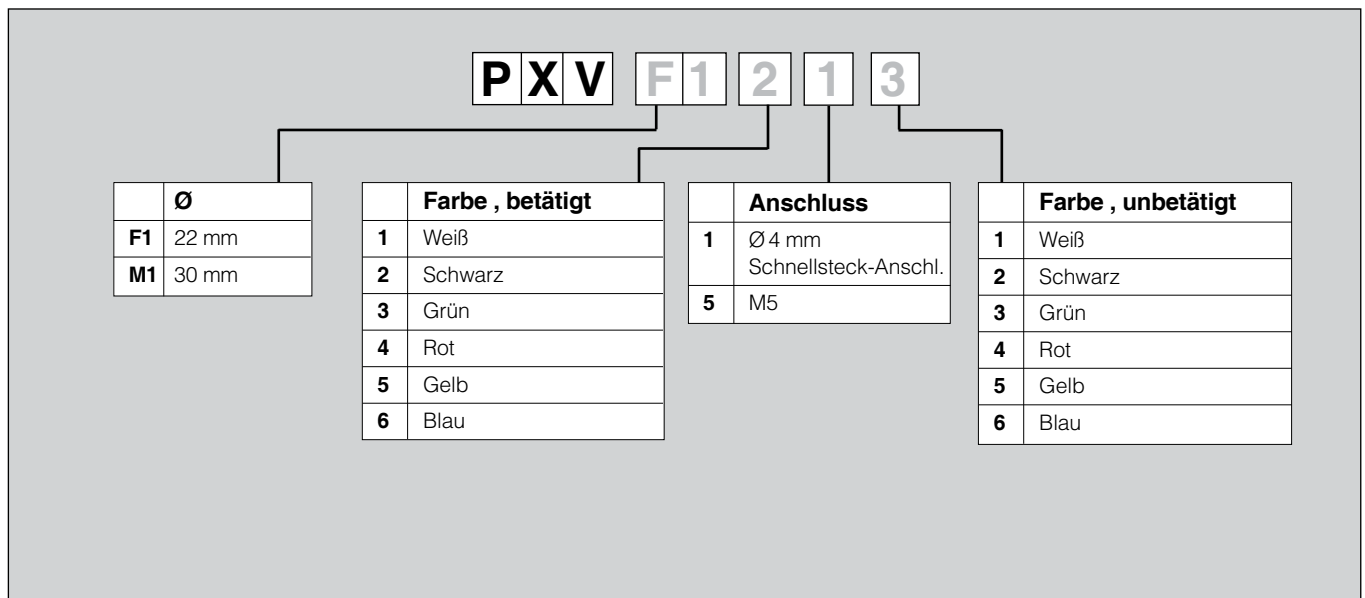 PXV F1 2 1 3
Ø
F1 22 mm
M1 30 mm
Farbe , betätigt
1 Weiß
2 Schwarz
3 Grün
4 Rot
5 Gelb
6 Blau
Anschluss
1 Ø 4 mm
Schnellsteck-Anschl.
5 M5
Farbe , unbetätigt
1 Weiß
2 Schwarz
3 Grün
4 Rot
5 Gelb
6 Blau